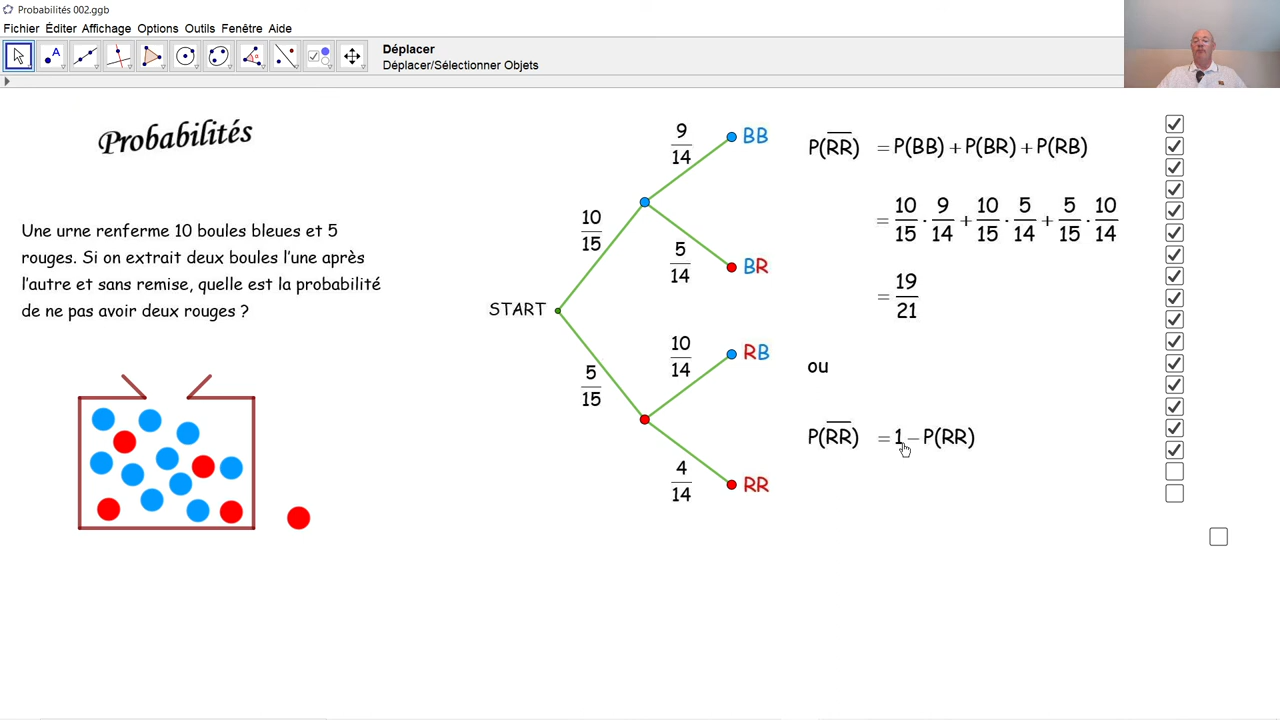 Probabilités 002.ggb
Fichier Éditer Affichage Options Outils Fenêtre Aide
Déplacer
Déplacer/Sélectionner Objets
Probabilités
Une urne renferme 10 boules bleues et 5
rouges. Si on extrait deux boules l'une après
l'autre et sans remise, quelle est la probabilité
de ne pas avoir deux rouges ?
START
10/15
5/15
9/14
BB
5/14
BR
10/14
RB
4/14
RR
P(R̅R̅) = P(BB) + P(BR) + P(RB)
= 10/15 · 9/14 + 10/15 · 5/14 + 5/15 · 10/14
= 19/21
ou
P(R̅R̅) = 1 − P(RR)